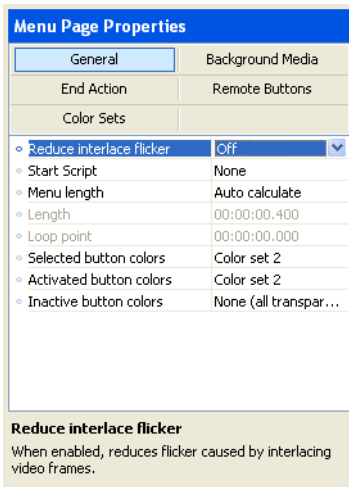 Menu Page Properties
General Background Media
End Action Remote Buttons
Color Sets
Reduce interlace flicker Off
Start Script None
Menu length Auto calculate
Length 00:00:00.400
Loop point 00:00:00.000
Selected button colors Color set 2
Activated button colors Color set 2
Inactive button colors None (all transpar...
Reduce interlace flicker
When enabled, reduces flicker caused by interlacing
video frames.